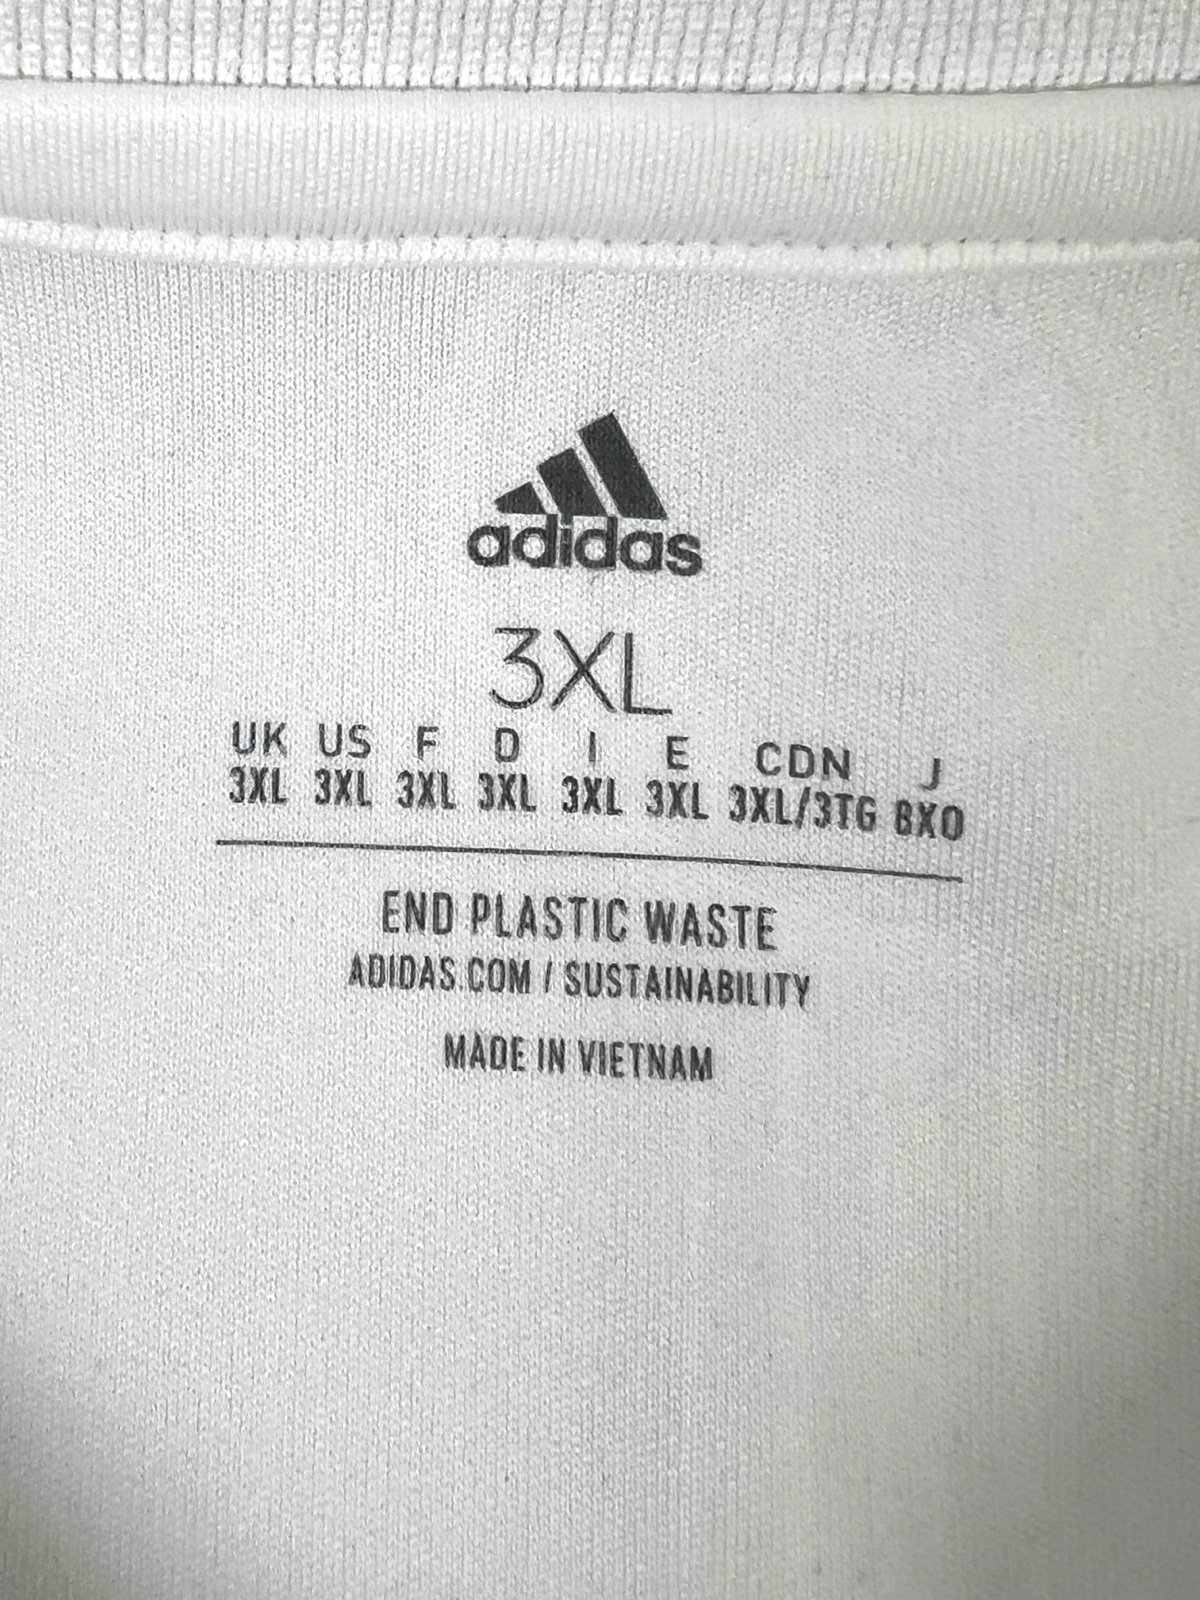 adidas
3XL
UK US F D I E CDN J
3XL 3XL 3XL 3XL 3XL 3XL 3XL/3TG 8XO
END PLASTIC WASTE
ADIDAS.COM / SUSTAINABILITY
MADE IN VIETNAM